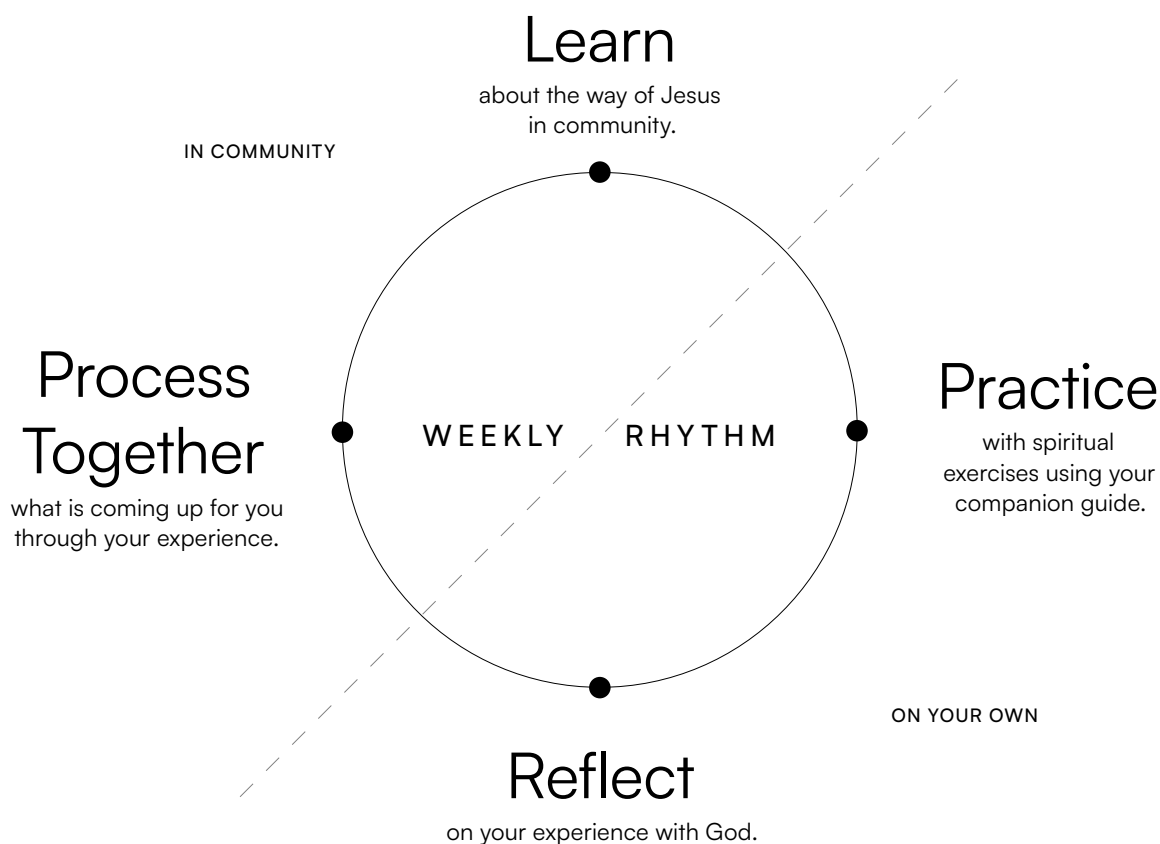 Learn
about the way of Jesus
in community.
IN COMMUNITY
Process
Together
what is coming up for you
through your experience.
WEEKLY RHYTHM
Practice
with spiritual
exercises using your
companion guide.
ON YOUR OWN
Reflect
on your experience with God.